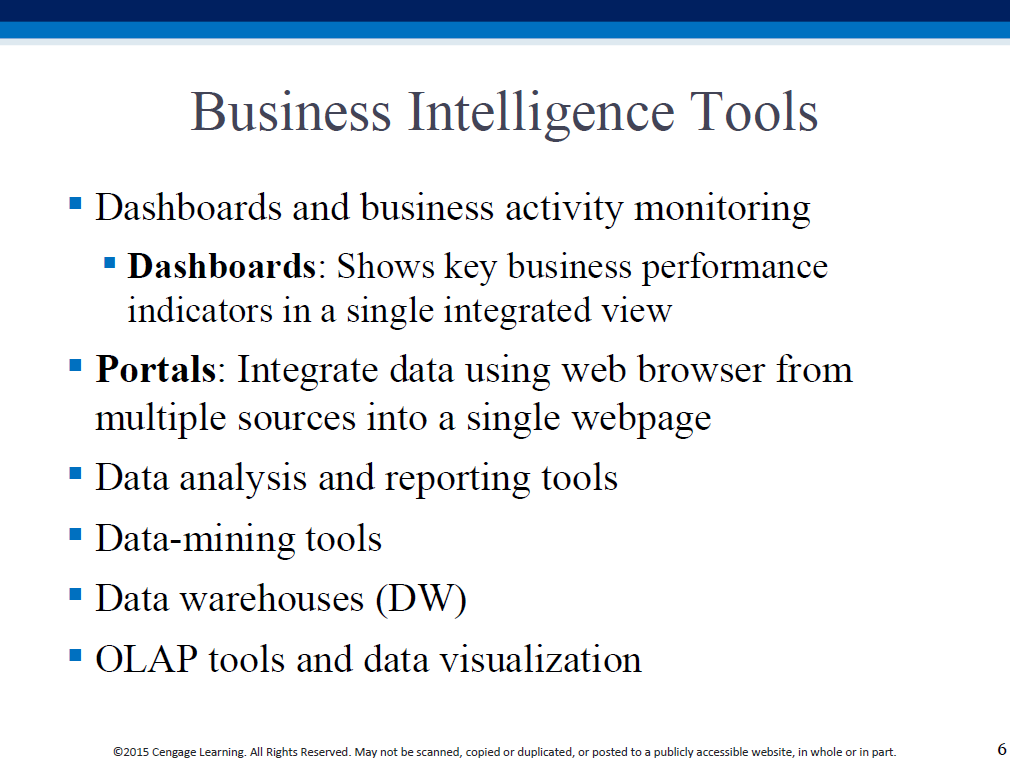 Business Intelligence Tools
Dashboards and business activity monitoring
Dashboards: Shows key business performance
indicators in a single integrated view
Portals: Integrate data using web browser from
multiple sources into a single webpage
Data analysis and reporting tools
Data-mining tools
Data warehouses (DW)
OLAP tools and data visualization
©2015 Cengage Learning. All Rights Reserved. May not be scanned, copied or duplicated, or posted to a publicly accessible website, in whole or in part.
6